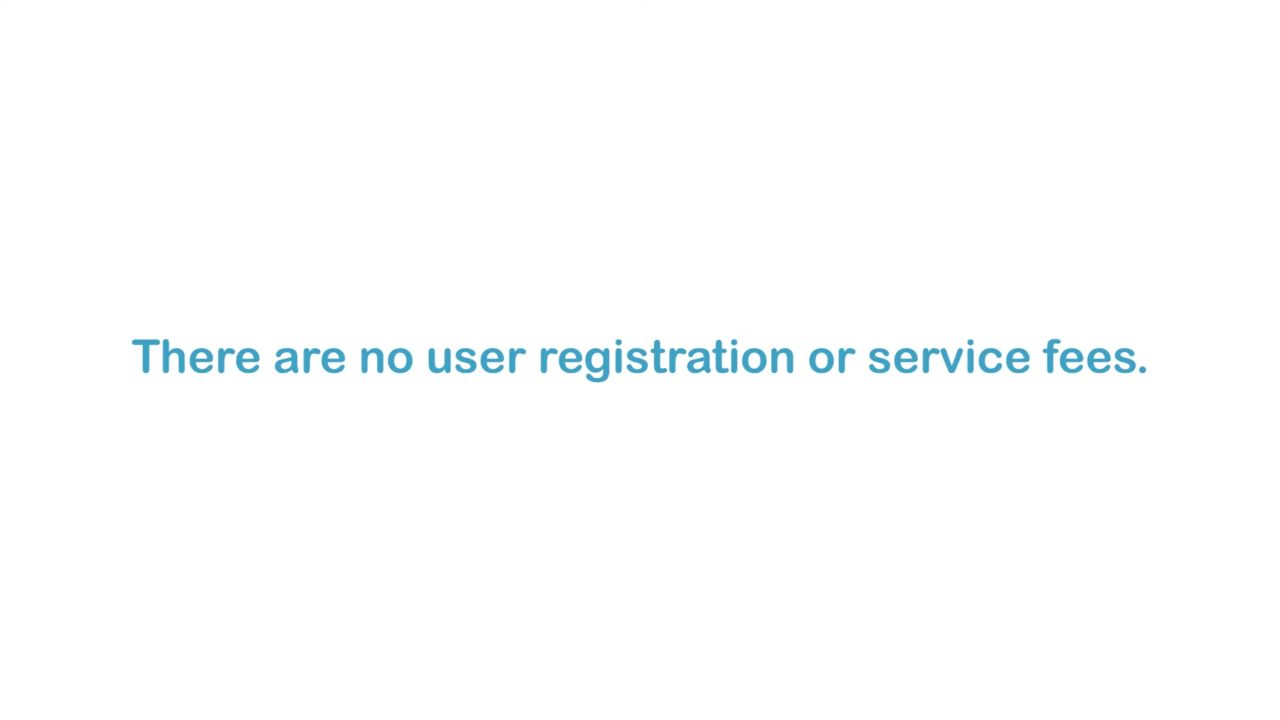 There are no user registration or service fees.